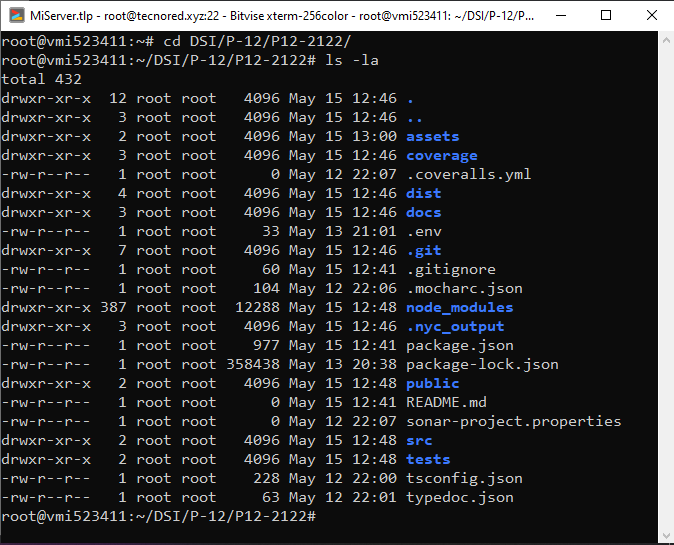 MiServer.tlp - root@tecnored.xyz:22 - Bitvise xterm-256color - root@vmi523411: ~/DSI/P-12/P...
root@vmi523411:~# cd DSI/P-12/P12-2122/
root@vmi523411:~/DSI/P-12/P12-2122# ls -la
total 432
drwxr-xr-x  12 root root   4096 May 15 12:46 .
drwxr-xr-x   3 root root   4096 May 15 12:46 ..
drwxr-xr-x   2 root root   4096 May 15 13:00 assets
drwxr-xr-x   3 root root   4096 May 15 12:46 coverage
-rw-r--r--   1 root root      0 May 12 22:07 .coveralls.yml
drwxr-xr-x   4 root root   4096 May 15 12:46 dist
drwxr-xr-x   3 root root   4096 May 15 12:46 docs
-rw-r--r--   1 root root     33 May 13 21:01 .env
drwxr-xr-x   7 root root   4096 May 15 12:46 .git
-rw-r--r--   1 root root     60 May 15 12:41 .gitignore
-rw-r--r--   1 root root    104 May 12 22:06 .mocharc.json
drwxr-xr-x 387 root root  12288 May 15 12:48 node_modules
drwxr-xr-x   3 root root   4096 May 15 12:46 .nyc_output
-rw-r--r--   1 root root    977 May 15 12:41 package.json
-rw-r--r--   1 root root 358438 May 13 20:38 package-lock.json
drwxr-xr-x   2 root root   4096 May 15 12:48 public
-rw-r--r--   1 root root      0 May 15 12:41 README.md
-rw-r--r--   1 root root      0 May 12 22:07 sonar-project.properties
drwxr-xr-x   2 root root   4096 May 15 12:48 src
drwxr-xr-x   2 root root   4096 May 15 12:48 tests
-rw-r--r--   1 root root    228 May 12 22:00 tsconfig.json
-rw-r--r--   1 root root     63 May 12 22:01 typedoc.json
root@vmi523411:~/DSI/P-12/P12-2122#